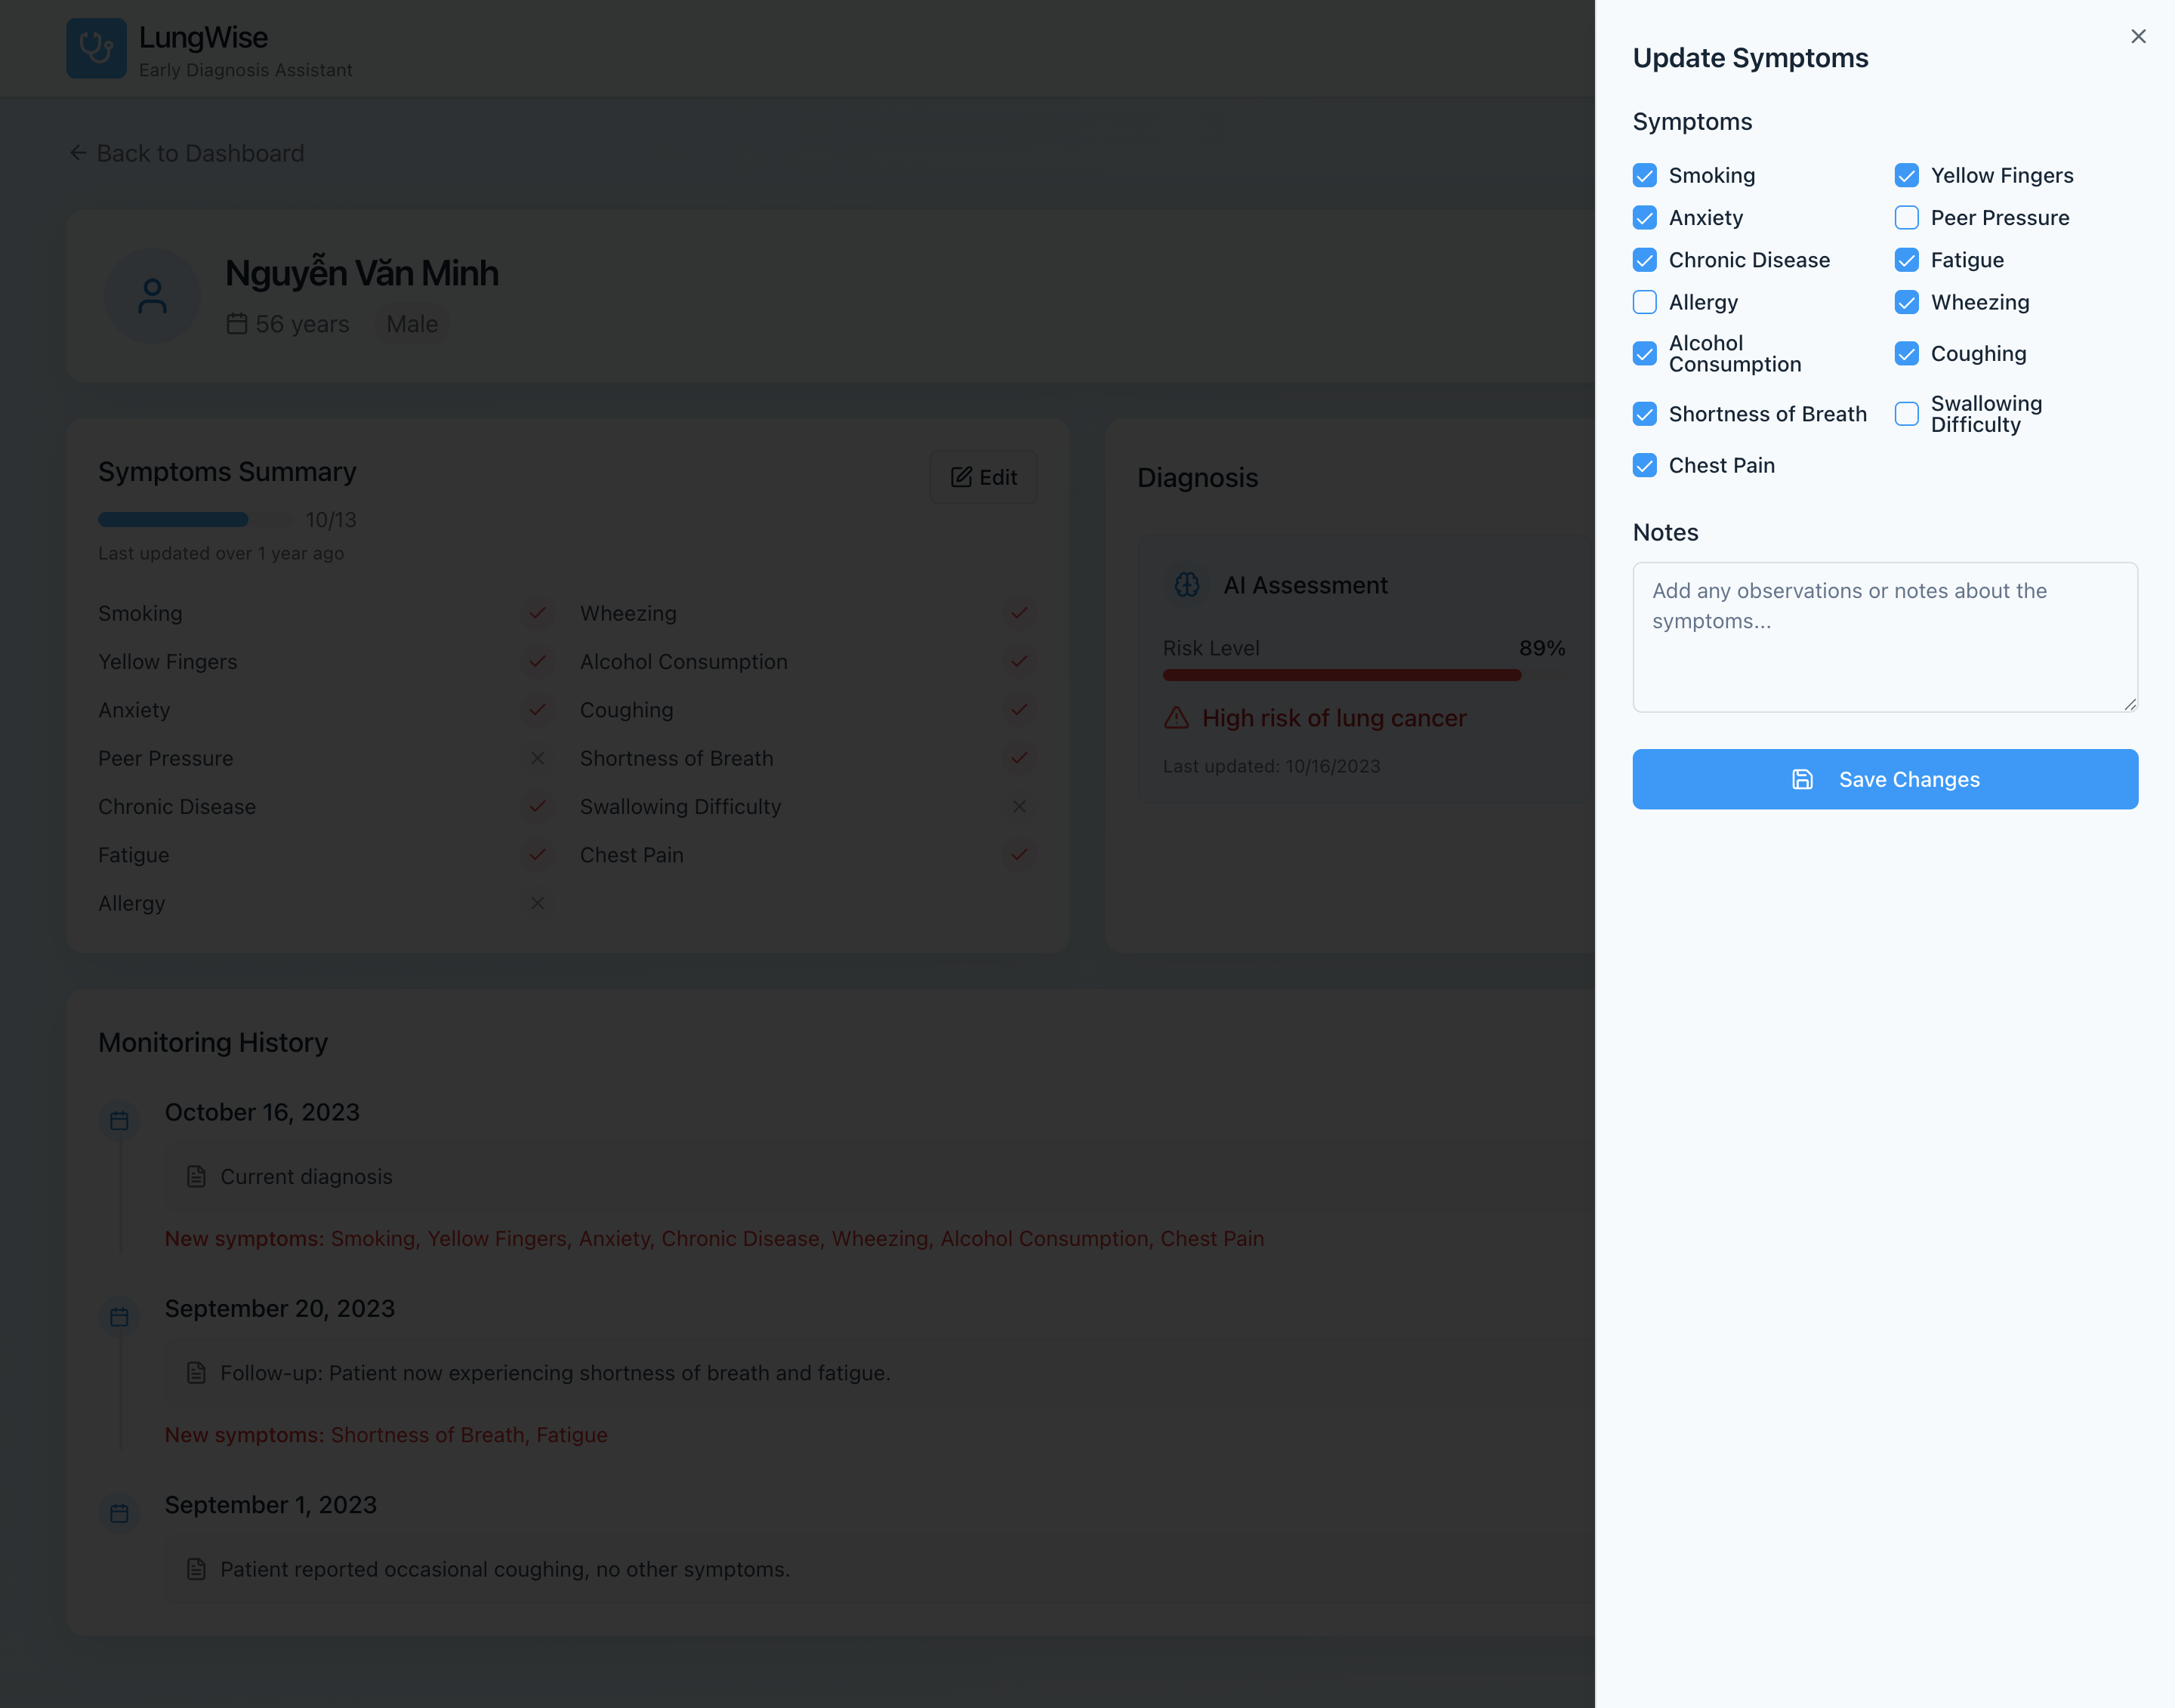 LungWise
Early Diagnosis Assistant
Back to Dashboard
Nguyễn Văn Minh
56 years
Male
Symptoms Summary
Edit
10/13
Last updated over 1 year ago
Smoking
Wheezing
Yellow Fingers
Alcohol Consumption
Anxiety
Coughing
Peer Pressure
Shortness of Breath
Chronic Disease
Swallowing Difficulty
Fatigue
Chest Pain
Allergy
Diagnosis
AI Assessment
Risk Level
89%
High risk of lung cancer
Last updated: 10/16/2023
Monitoring History
October 16, 2023
Current diagnosis
New symptoms: Smoking, Yellow Fingers, Anxiety, Chronic Disease, Wheezing, Alcohol Consumption, Chest Pain
September 20, 2023
Follow-up: Patient now experiencing shortness of breath and fatigue.
New symptoms: Shortness of Breath, Fatigue
September 1, 2023
Patient reported occasional coughing, no other symptoms.
Update Symptoms
Symptoms
Smoking
Yellow Fingers
Anxiety
Peer Pressure
Chronic Disease
Fatigue
Allergy
Wheezing
Alcohol
Consumption
Coughing
Shortness of Breath
Swallowing
Difficulty
Chest Pain
Notes
Add any observations or notes about the
symptoms...
Save Changes